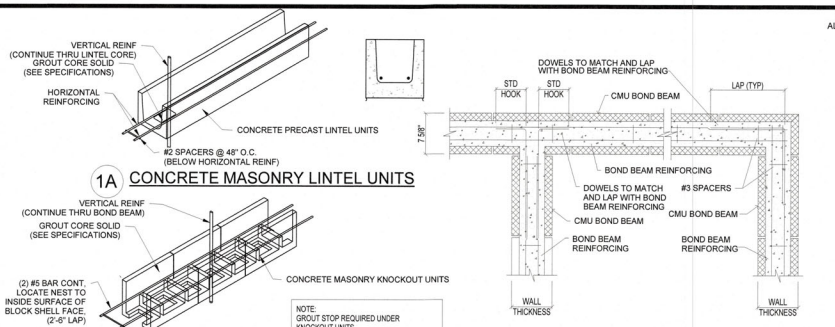 AL
VERTICAL REINF
(CONTINUE THRU LINTEL CORE)
GROUT CORE SOLID
(SEE SPECIFICATIONS)
HORIZONTAL
REINFORCING
CONCRETE PRECAST LINTEL UNITS
#2 SPACERS @ 48" O.C.
(BELOW HORIZONTAL REINF)
1A CONCRETE MASONRY LINTEL UNITS
VERTICAL REINF
(CONTINUE THRU BOND BEAM)
GROUT CORE SOLID
(SEE SPECIFICATIONS)
(2) #5 BAR CONT,
LOCATE NEST TO
INSIDE SURFACE OF
BLOCK SHELL FACE,
(2'-6" LAP)
CONCRETE MASONRY KNOCKOUT UNITS
NOTE:
GROUT STOP REQUIRED UNDER
KNOCKOUT UNITS
DOWELS TO MATCH AND LAP
WITH BOND BEAM REINFORCING
STD
HOOK
STD
HOOK
CMU BOND BEAM
LAP (TYP)
7 5/8"
BOND BEAM REINFORCING
DOWELS TO MATCH
AND LAP WITH BOND
BEAM REINFORCING
#3 SPACERS
CMU BOND BEAM
CMU BOND BEAM
BOND BEAM
REINFORCING
BOND BEAM
REINFORCING
WALL
THICKNESS
WALL
THICKNESS